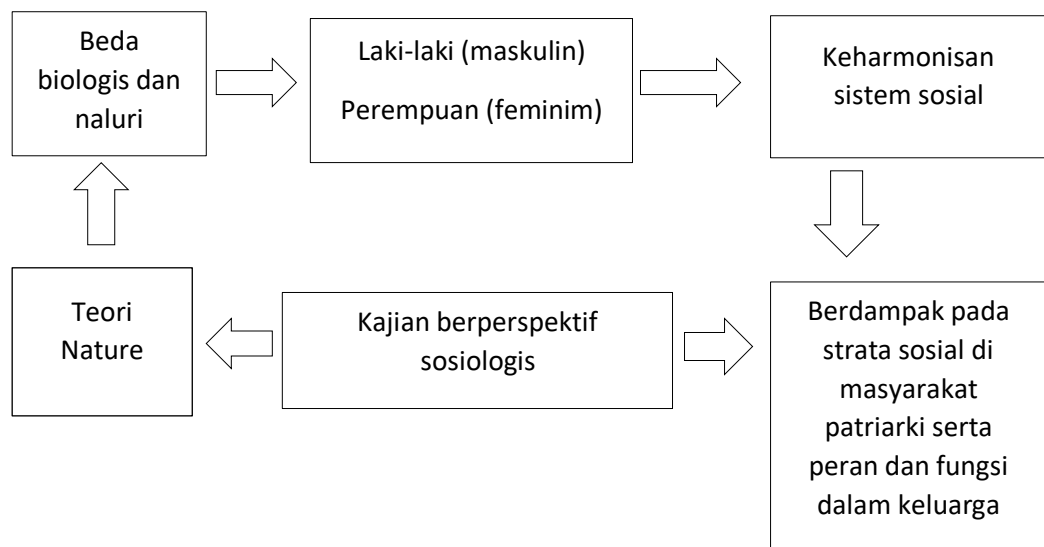 Beda
biologis dan
naluri
Laki-laki (maskulin)
Perempuan (feminim)
Keharmonisan
sistem sosial
Teori
Nature
Kajian berperspektif
sosiologis
Berdampak pada
strata sosial di
masyarakat
patriarki serta
peran dan fungsi
dalam keluarga